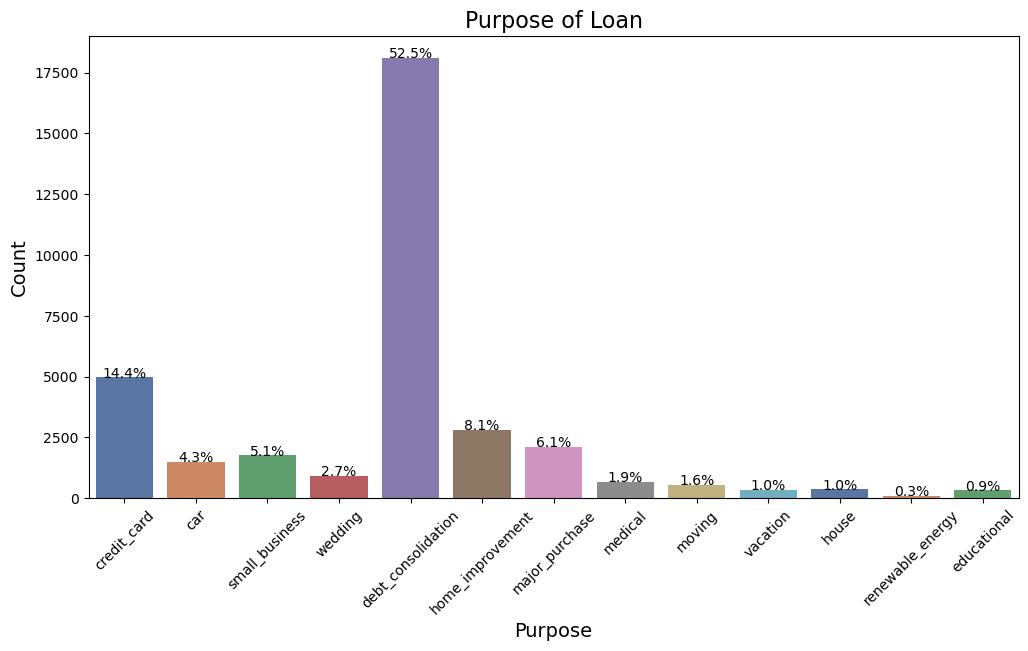 Purpose of Loan
52.5%
17500
15000
12500
10000
Count
7500
5000
14.4%
2500
8.1%
6.1%
5.1%
4.3%
2.7%
1.9%
1.6%
1.0%
1.0%
0.3%
0.9%
0
credit_card
car
small_business
wedding
debt_consolidation
home_improvement
major_purchase
medical
moving
vacation
house
renewable_energy
educational
Purpose